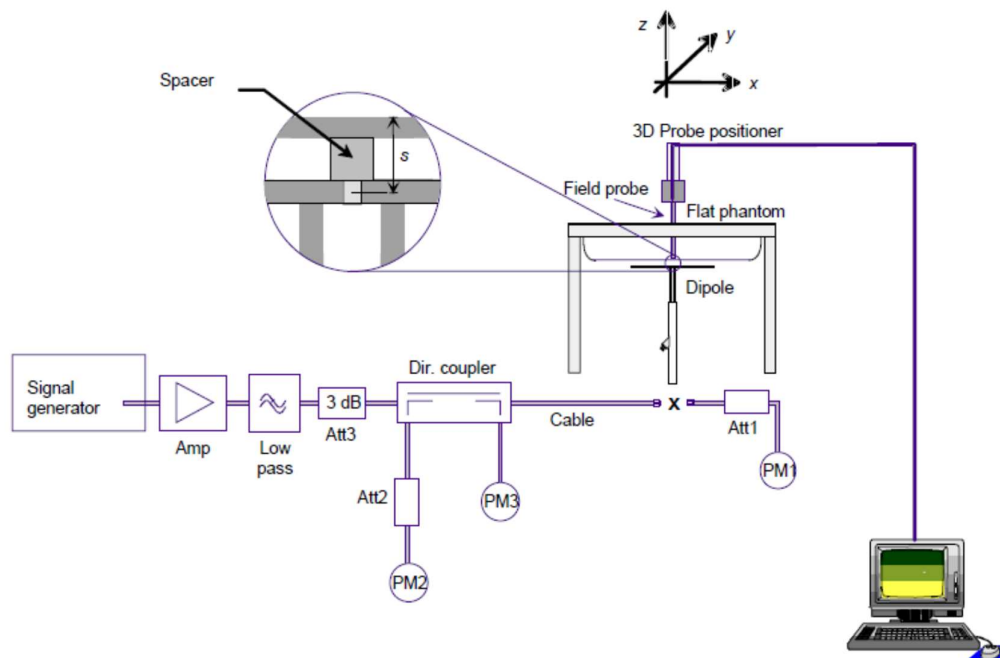 z
y
x
Spacer
s
3D Probe positioner
Field probe
Flat phantom
Dipole
Signal
generator
Amp
Low
pass
3 dB
Att3
Dir. coupler
Cable
X
Att1
PM1
Att2
PM3
PM2